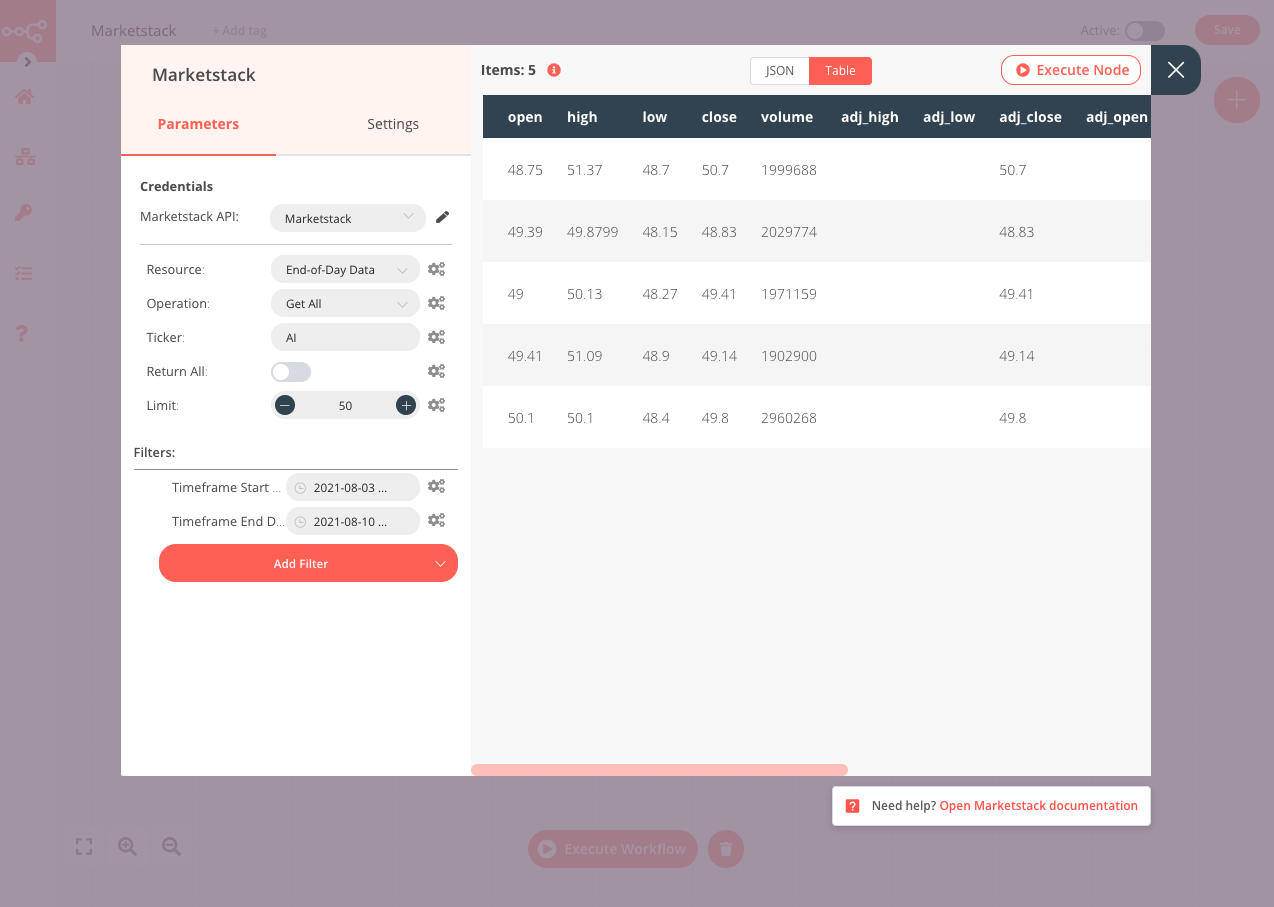 Marketstack
+ Add tag
Active:
Save
Marketstack
Parameters
Settings
Credentials
Marketstack API:
Marketstack
Resource:
End-of-Day Data
Operation:
Get All
Ticker:
AI
Return All:
Limit:
50
Filters:
Timeframe Start ...
2021-08-03 ...
Timeframe End D...
2021-08-10 ...
Add Filter
Items: 5
JSON
Table
Execute Node
open high low close volume adj_high adj_low adj_close adj_open
48.75 51.37 48.7 50.7 1999688 50.7
49.39 49.8799 48.15 48.83 2029774 48.83
49 50.13 48.27 49.41 1971159 49.41
49.41 51.09 48.9 49.14 1902900 49.14
50.1 50.1 48.4 49.8 2960268 49.8
Need help? Open Marketstack documentation
Execute Workflow